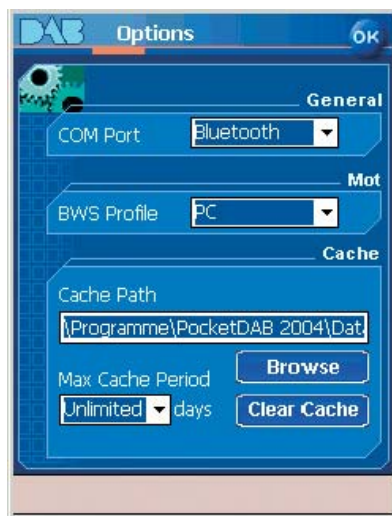 DAB Options OK
General
COM Port Bluetooth
Mot
BWS Profile PC
Cache
Cache Path
\Programme\PocketDAB 2004\Dat
Browse
Max Cache Period
Unlimited days
Clear Cache